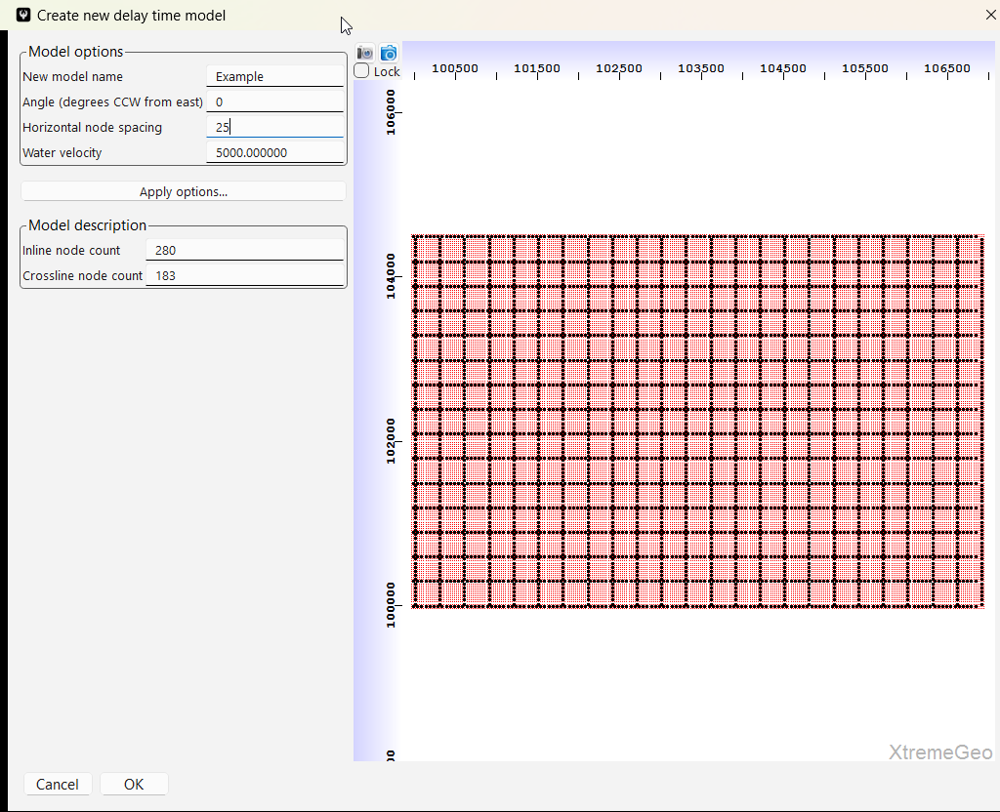 Create new delay time model
Model options
New model name Example
Angle (degrees CCW from east) 0
Horizontal node spacing 25
Water velocity 5000.000000
Apply options...
Model description
Inline node count 280
Crossline node count 183
Cancel OK
Lock
100500 101500 102500 103500 104500 105500 106500
106000
104000
102000
100000
00
XtremeGeo